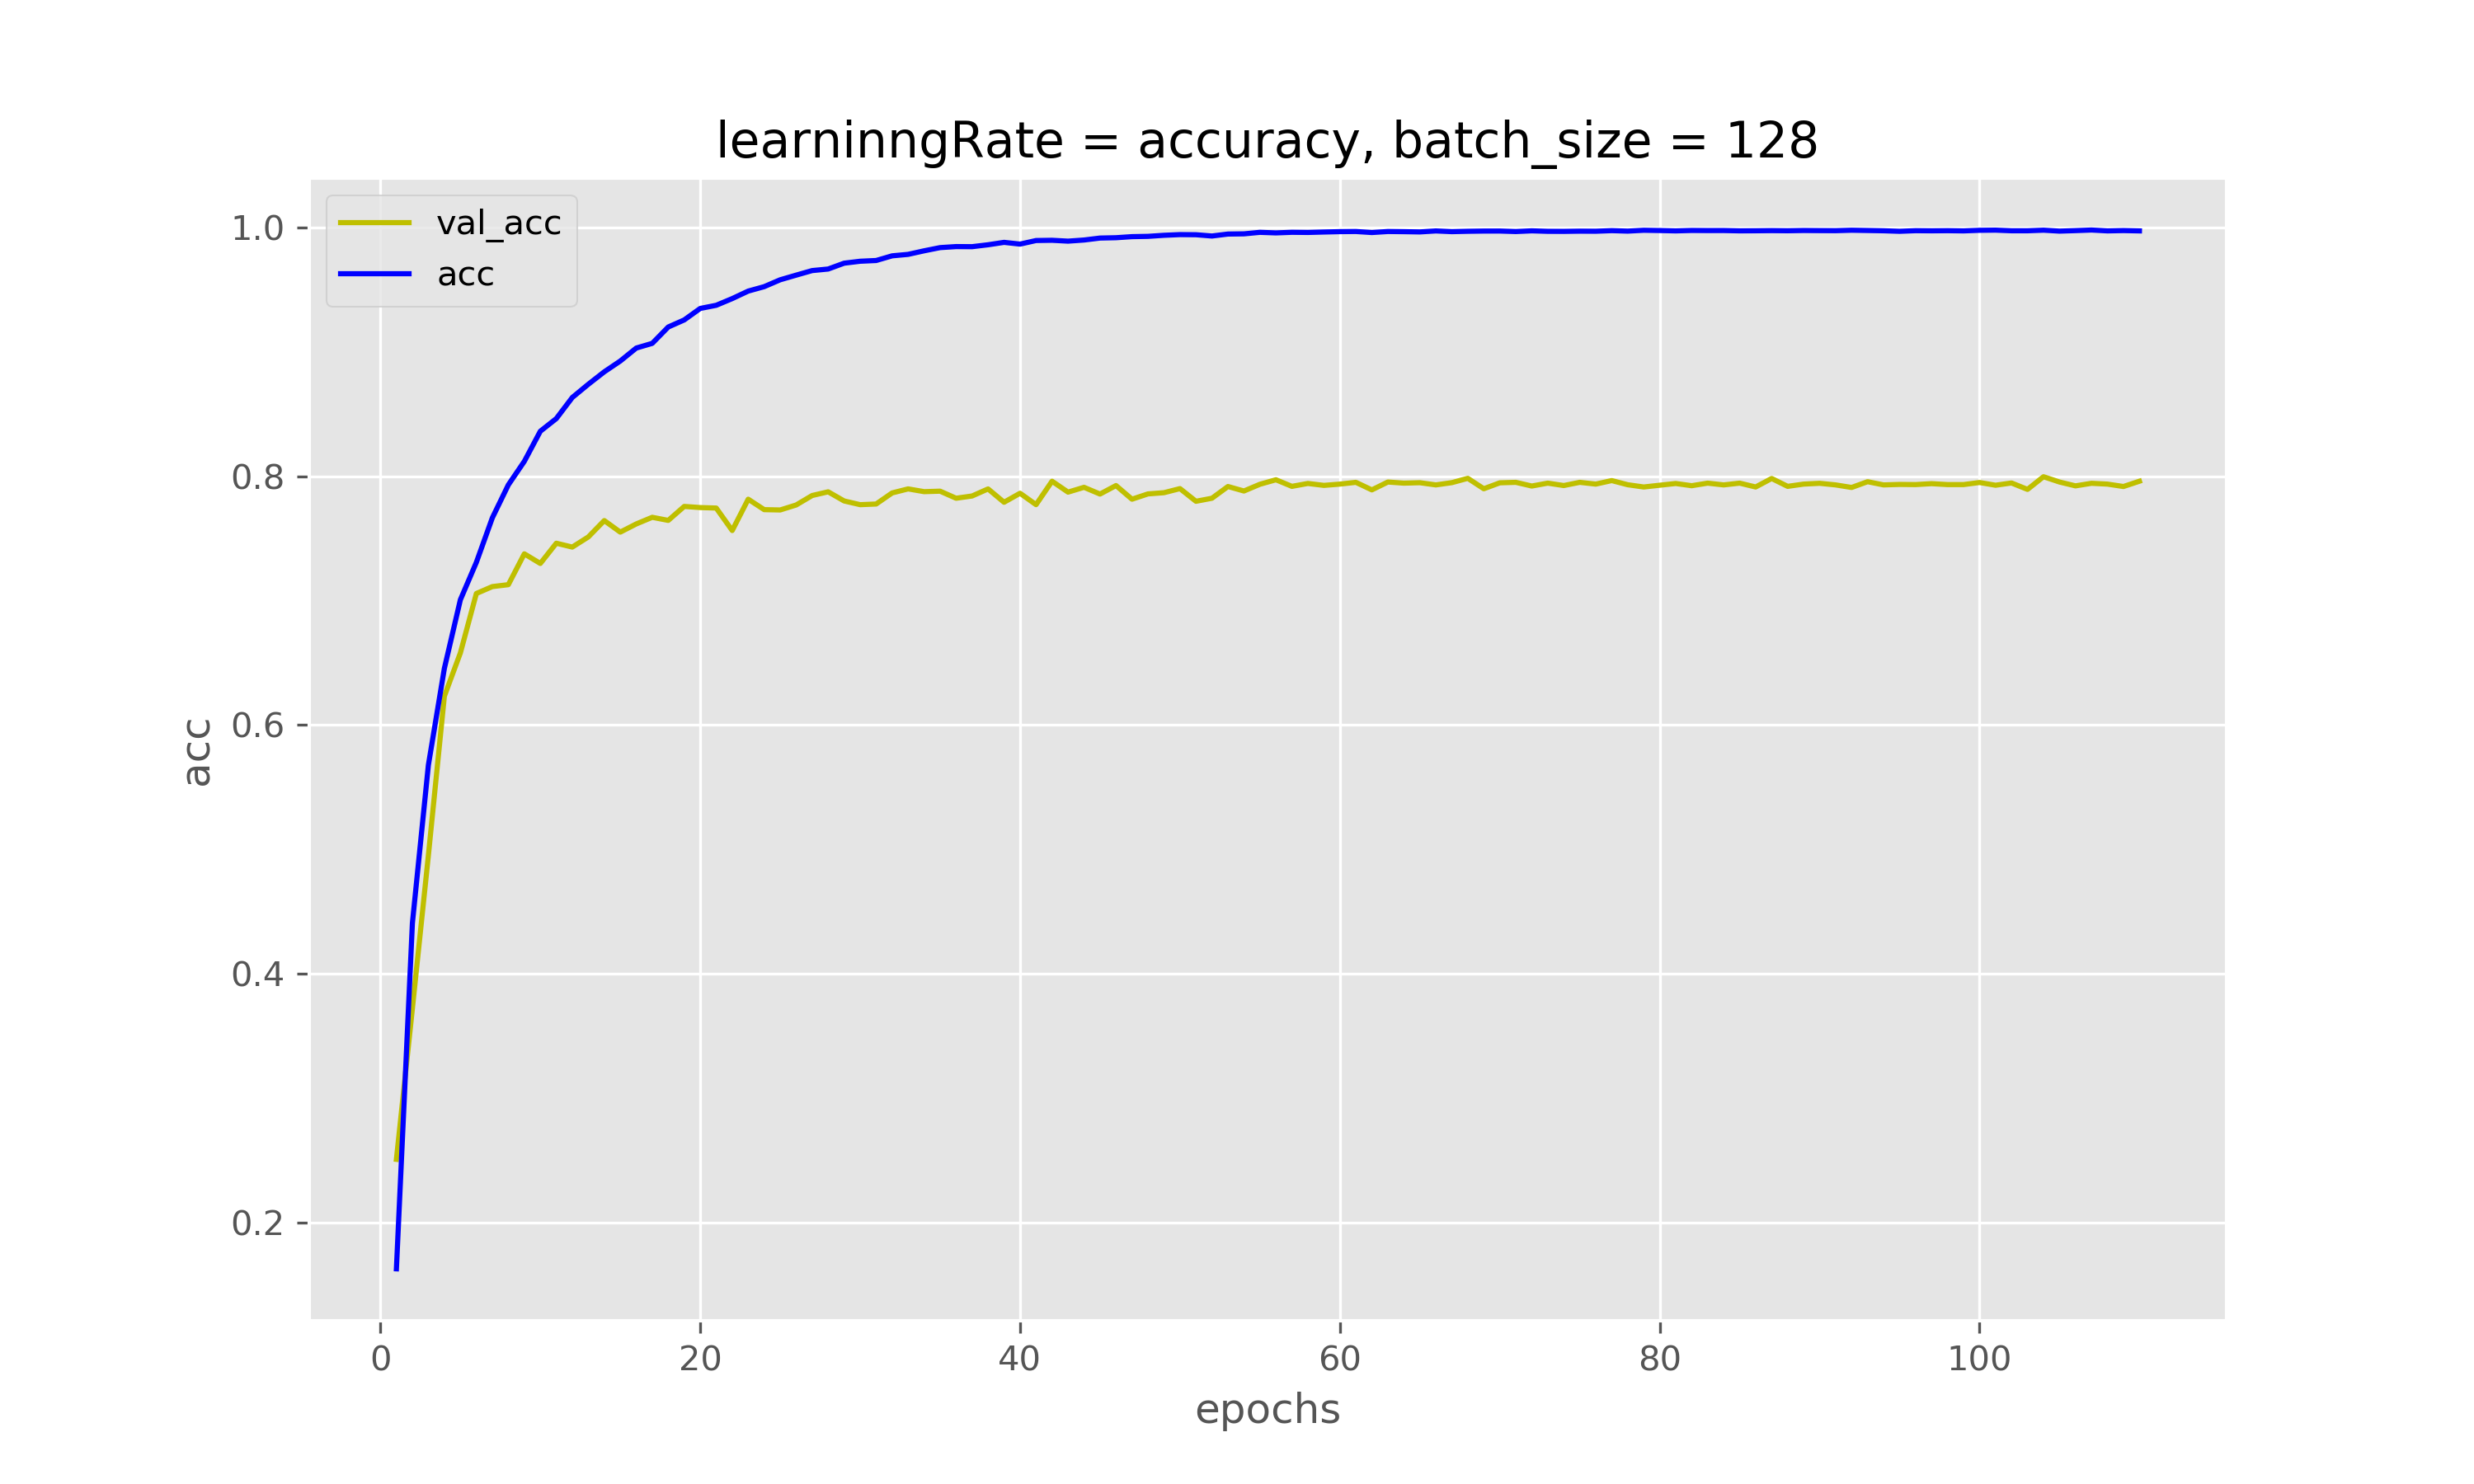 learninngRate = accuracy, batch_size = 128
val_acc
acc
1.0
0.8
0.6
0.4
0.2
acc
0
20
40
60
80
100
epochs